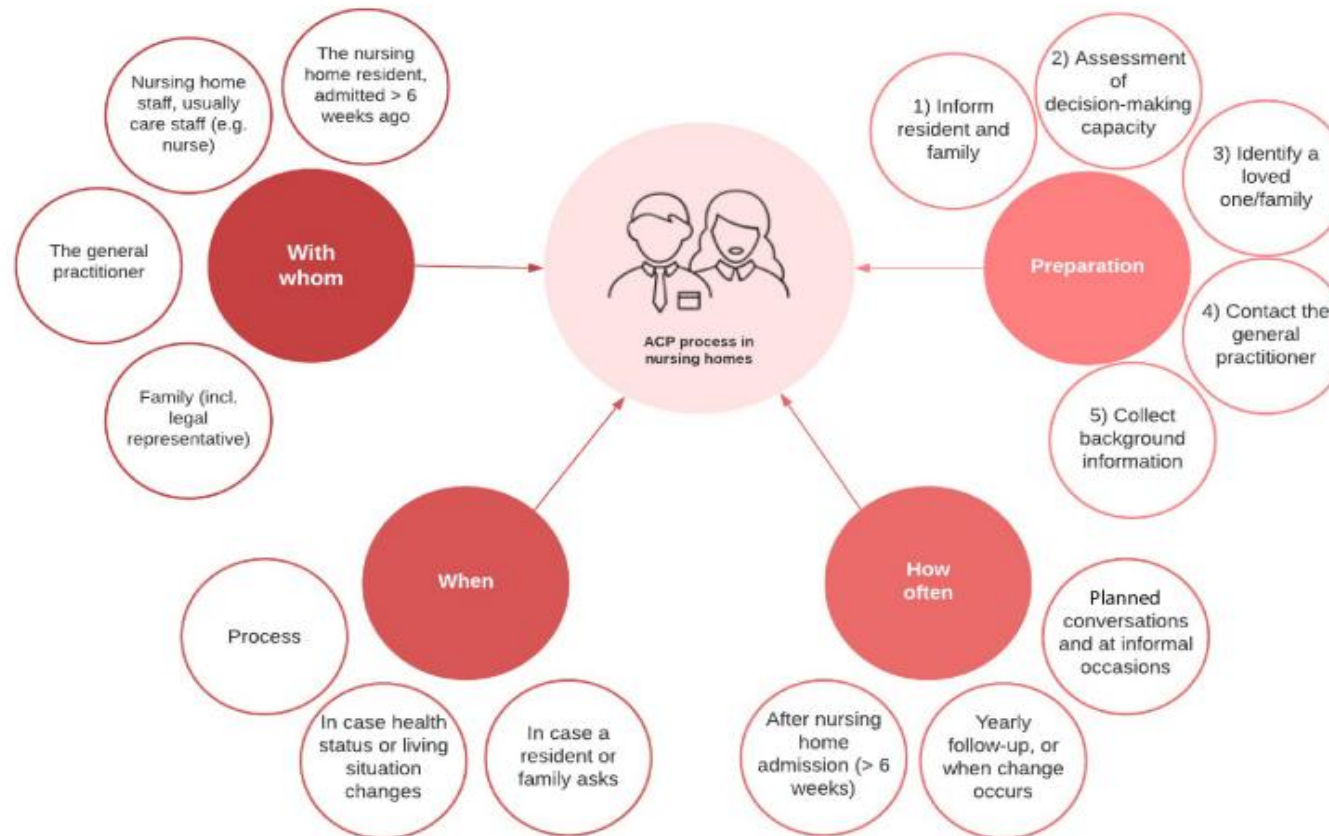 The nursing
home resident,
admitted > 6
weeks ago
Nursing home
staff, usually
care staff (e.g.
nurse)
The general
practitioner
Family (incl.
legal
representative)
With
whom
ACP process in
nursing homes
Preparation
1) Inform
resident and
family
2) Assessment
of
decision-making
capacity
3) Identify a
loved
one/family
4) Contact the
general
practitioner
5) Collect
background
information
When
Process
In case health
status or living
situation
changes
In case a
resident or
family asks
How
often
After nursing
home
admission (> 6
weeks)
Yearly
follow-up, or
when change
occurs
Planned
conversations
and at informal
occasions